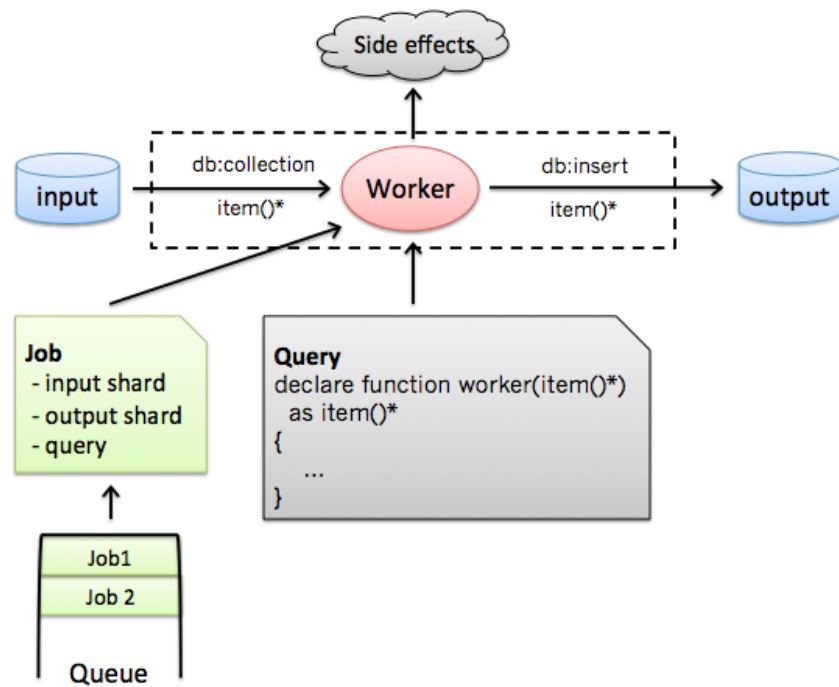 Side effects
input
db:collection
item()*
Worker
db:insert
item()*
output
Job
- input shard
- output shard
- query
Query
declare function worker(item()*)
as item()*
{
...
}
Job1
Job 2
Queue